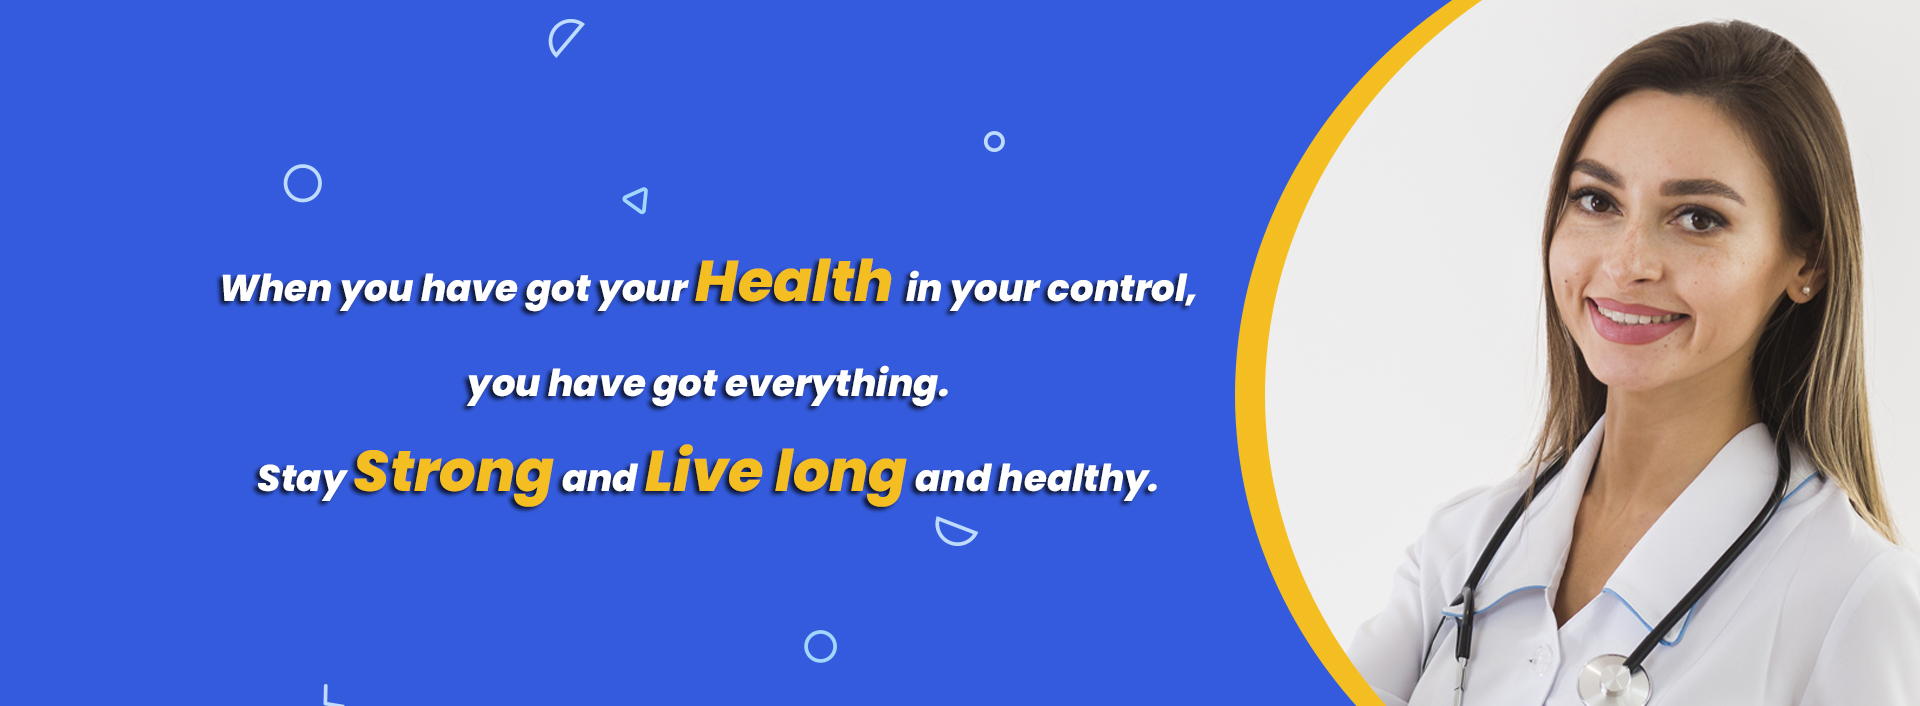 When you have got your Health in your control,
you have got everything.
Stay Strong and Live long and healthy.